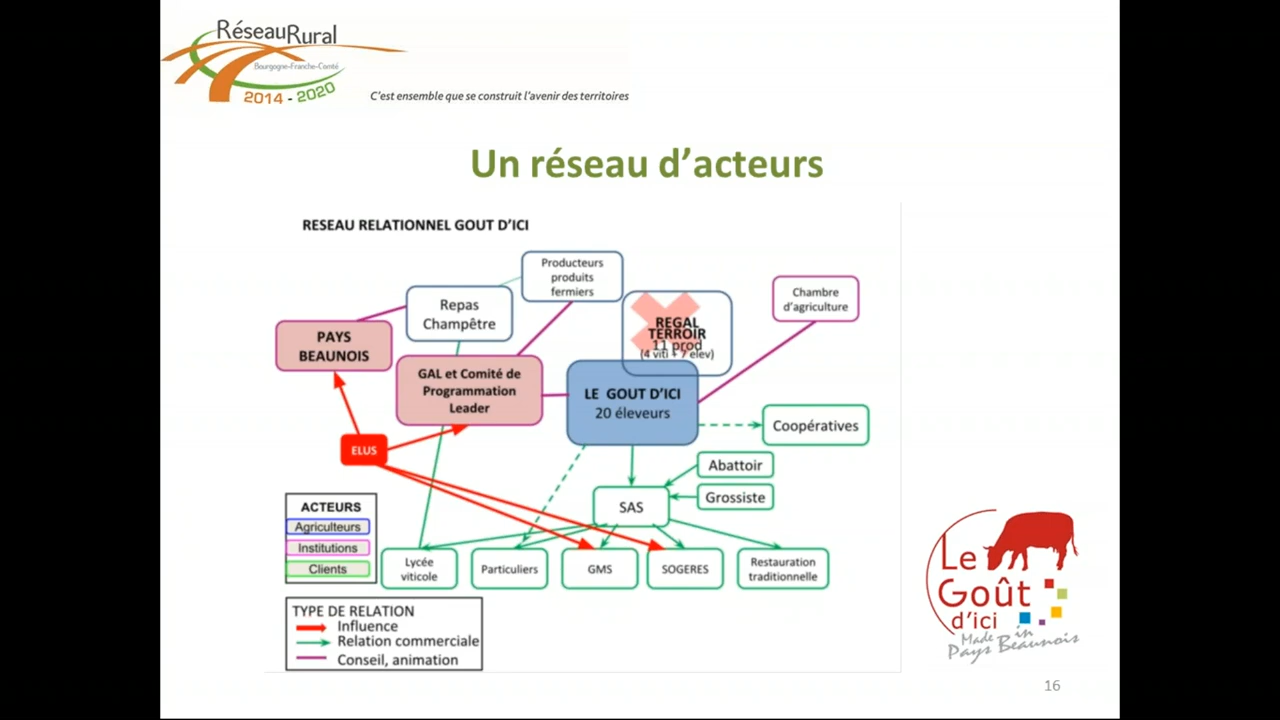 RéseauRural
Bourgogne-Franche-Comté
2014 - 2020
C'est ensemble que se construit l'avenir des territoires
Un réseau d'acteurs
RESEAU RELATIONNEL GOUT D'ICI
Producteurs
produits
fermiers
Repas
Champêtre
Chambre
d'agriculture
REGAL
TERROIR
11 prod
(4 viti + 7 elev)
PAYS
BEAUNOIS
GAL et Comité de
Programmation
Leader
LE GOUT D'ICI
20 éleveurs
Coopératives
ELUS
Abattoir
Grossiste
SAS
ACTEURS
Agriculteurs
Institutions
Clients
Lycée
viticole
Particuliers
GMS
SOGERES
Restauration
traditionnelle
TYPE DE RELATION
Influence
Relation commerciale
Conseil, animation
Le
Goût
d'ici
Made in
Pays Beaunois
16